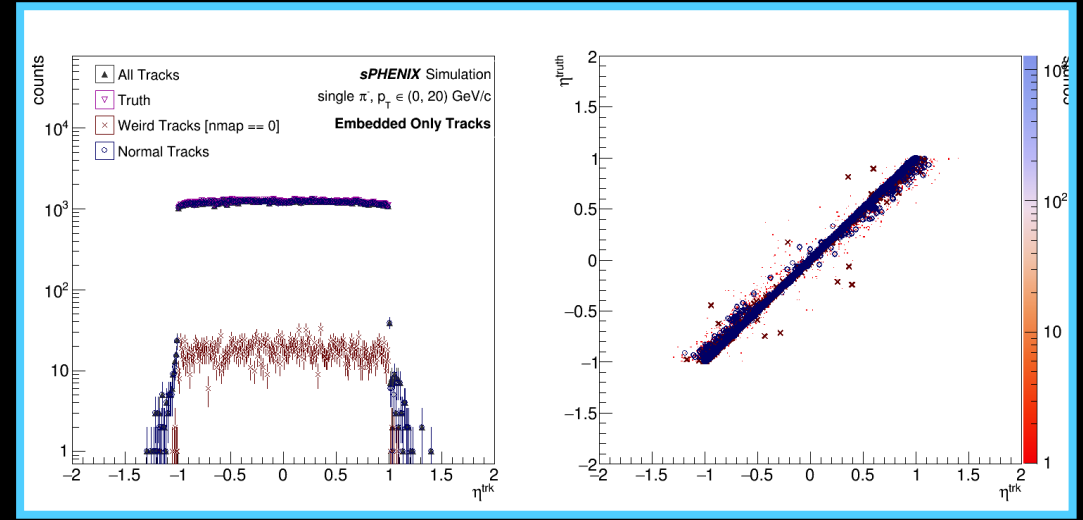 counts
10⁴
10³
10²
10
1
All Tracks
Truth
Weird Tracks [nmap == 0]
Normal Tracks
sPHENIX Simulation
single π⁻, p_T ∈ (0, 20) GeV/c
Embedded Only Tracks
−2 −1.5 −1 −0.5 0 0.5 1 1.5 2
η^trk
η^truth
2
1.5
1
0.5
0
−0.5
−1
−1.5
−2
−2 −1.5 −1 −0.5 0 0.5 1 1.5 2
η^trk
counts
10²
10
1